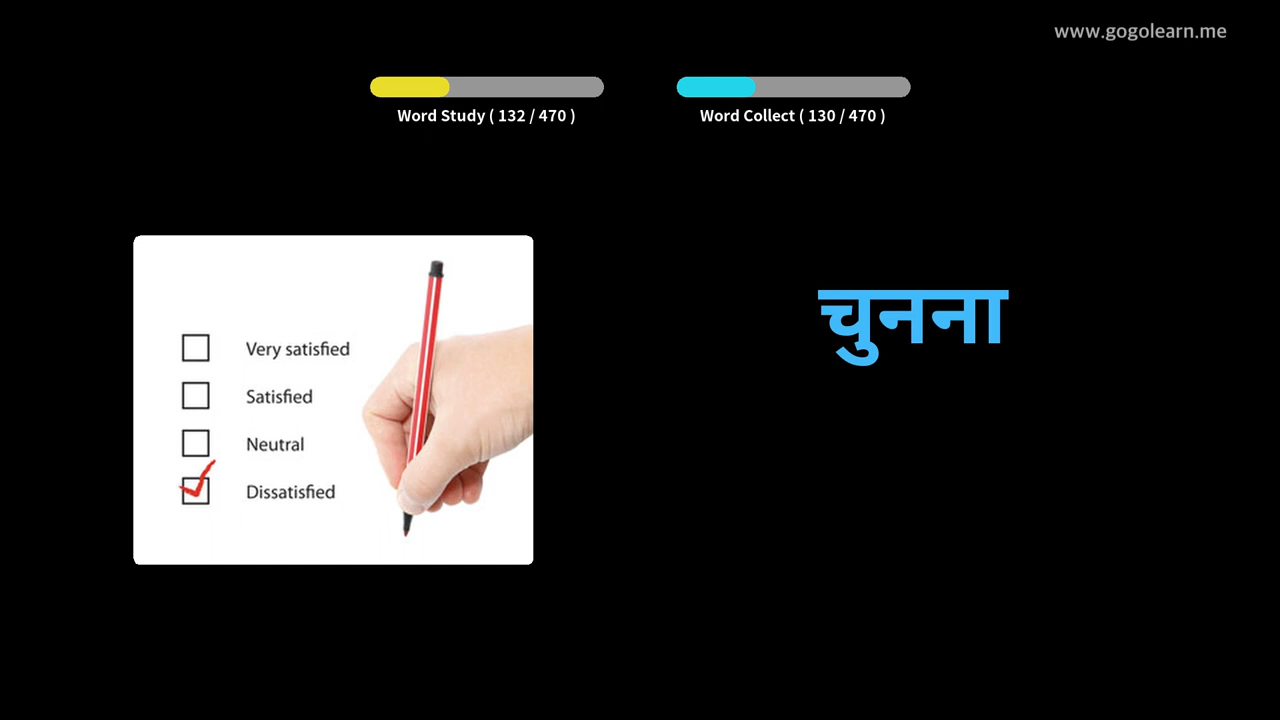 www.gogolearn.me
Word Study ( 132 / 470 )
Word Collect ( 130 / 470 )
Very satisfied
Satisfied
Neutral
Dissatisfied
चुनना